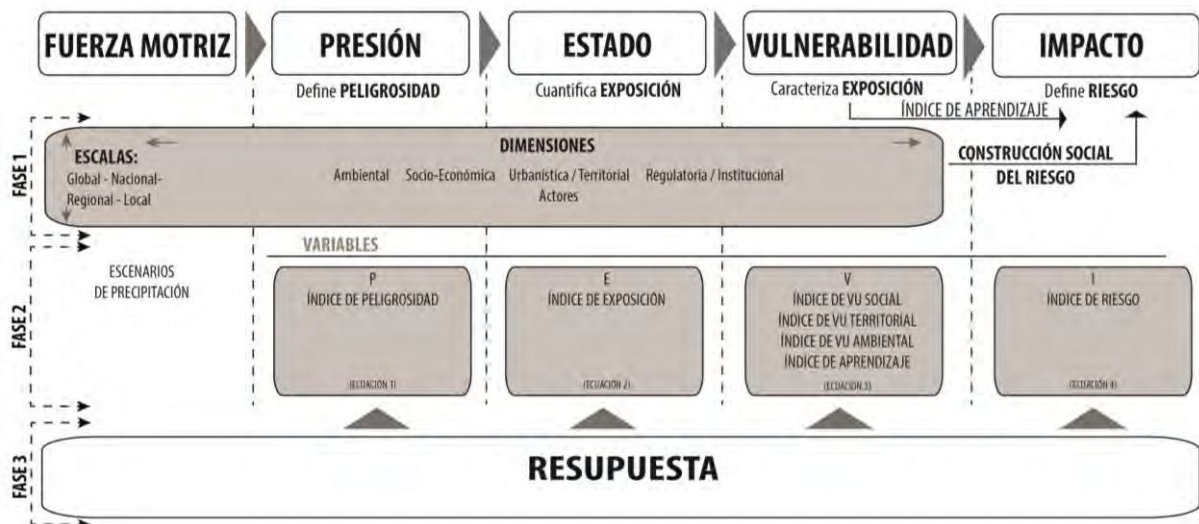 FUERZA MOTRIZ
PRESIÓN
ESTADO
VULNERABILIDAD
IMPACTO
Define PELIGROSIDAD
Cuantifica EXPOSICIÓN
Caracteriza EXPOSICIÓN
Define RIESGO
ÍNDICE DE APRENDIZAJE
FASE 1
ESCALAS:
Global - Nacional-
Regional - Local
DIMENSIONES
Ambiental Socio-Económica Urbanística / Territorial Regulatoria / Institucional
Actores
CONSTRUCCIÓN SOCIAL
DEL RIESGO
FASE 2
VARIABLES
ESCENARIOS
DE PRECIPITACIÓN
P
ÍNDICE DE PELIGROSIDAD
(ECUACIÓN 1)
E
ÍNDICE DE EXPOSICIÓN
(ECUACIÓN 2)
V
ÍNDICE DE VU SOCIAL
ÍNDICE DE VU TERRITORIAL
ÍNDICE DE VU AMBIENTAL
ÍNDICE DE APRENDIZAJE
(ECUACIÓN 3)
I
ÍNDICE DE RIESGO
(ECUACIÓN 4)
FASE 3
RESUPUESTA